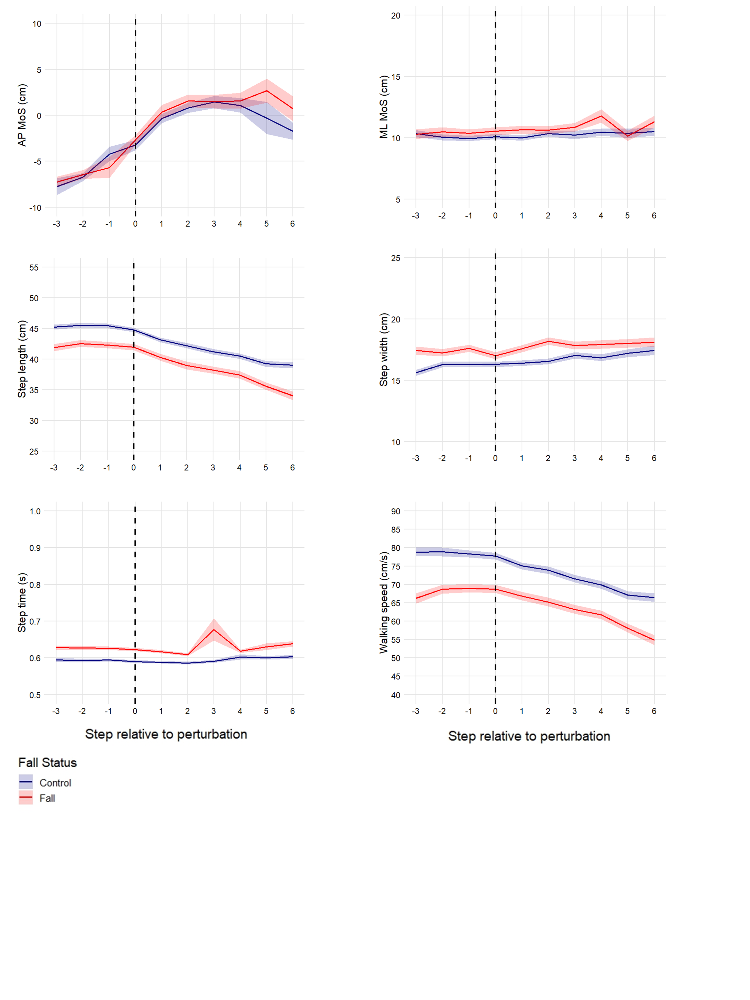 AP MoS (cm)
10
5
0
-5
-10
-3 -2 -1 0 1 2 3 4 5 6
ML MoS (cm)
20
15
10
5
-3 -2 -1 0 1 2 3 4 5 6
Step length (cm)
55
50
45
40
35
30
25
-3 -2 -1 0 1 2 3 4 5 6
Step width (cm)
25
20
15
10
-3 -2 -1 0 1 2 3 4 5 6
Step time (s)
1.0
0.9
0.8
0.7
0.6
0.5
-3 -2 -1 0 1 2 3 4 5 6
Step relative to perturbation
Walking speed (cm/s)
90
85
80
75
70
65
60
55
50
45
40
-3 -2 -1 0 1 2 3 4 5 6
Step relative to perturbation
Fall Status
Control
Fall